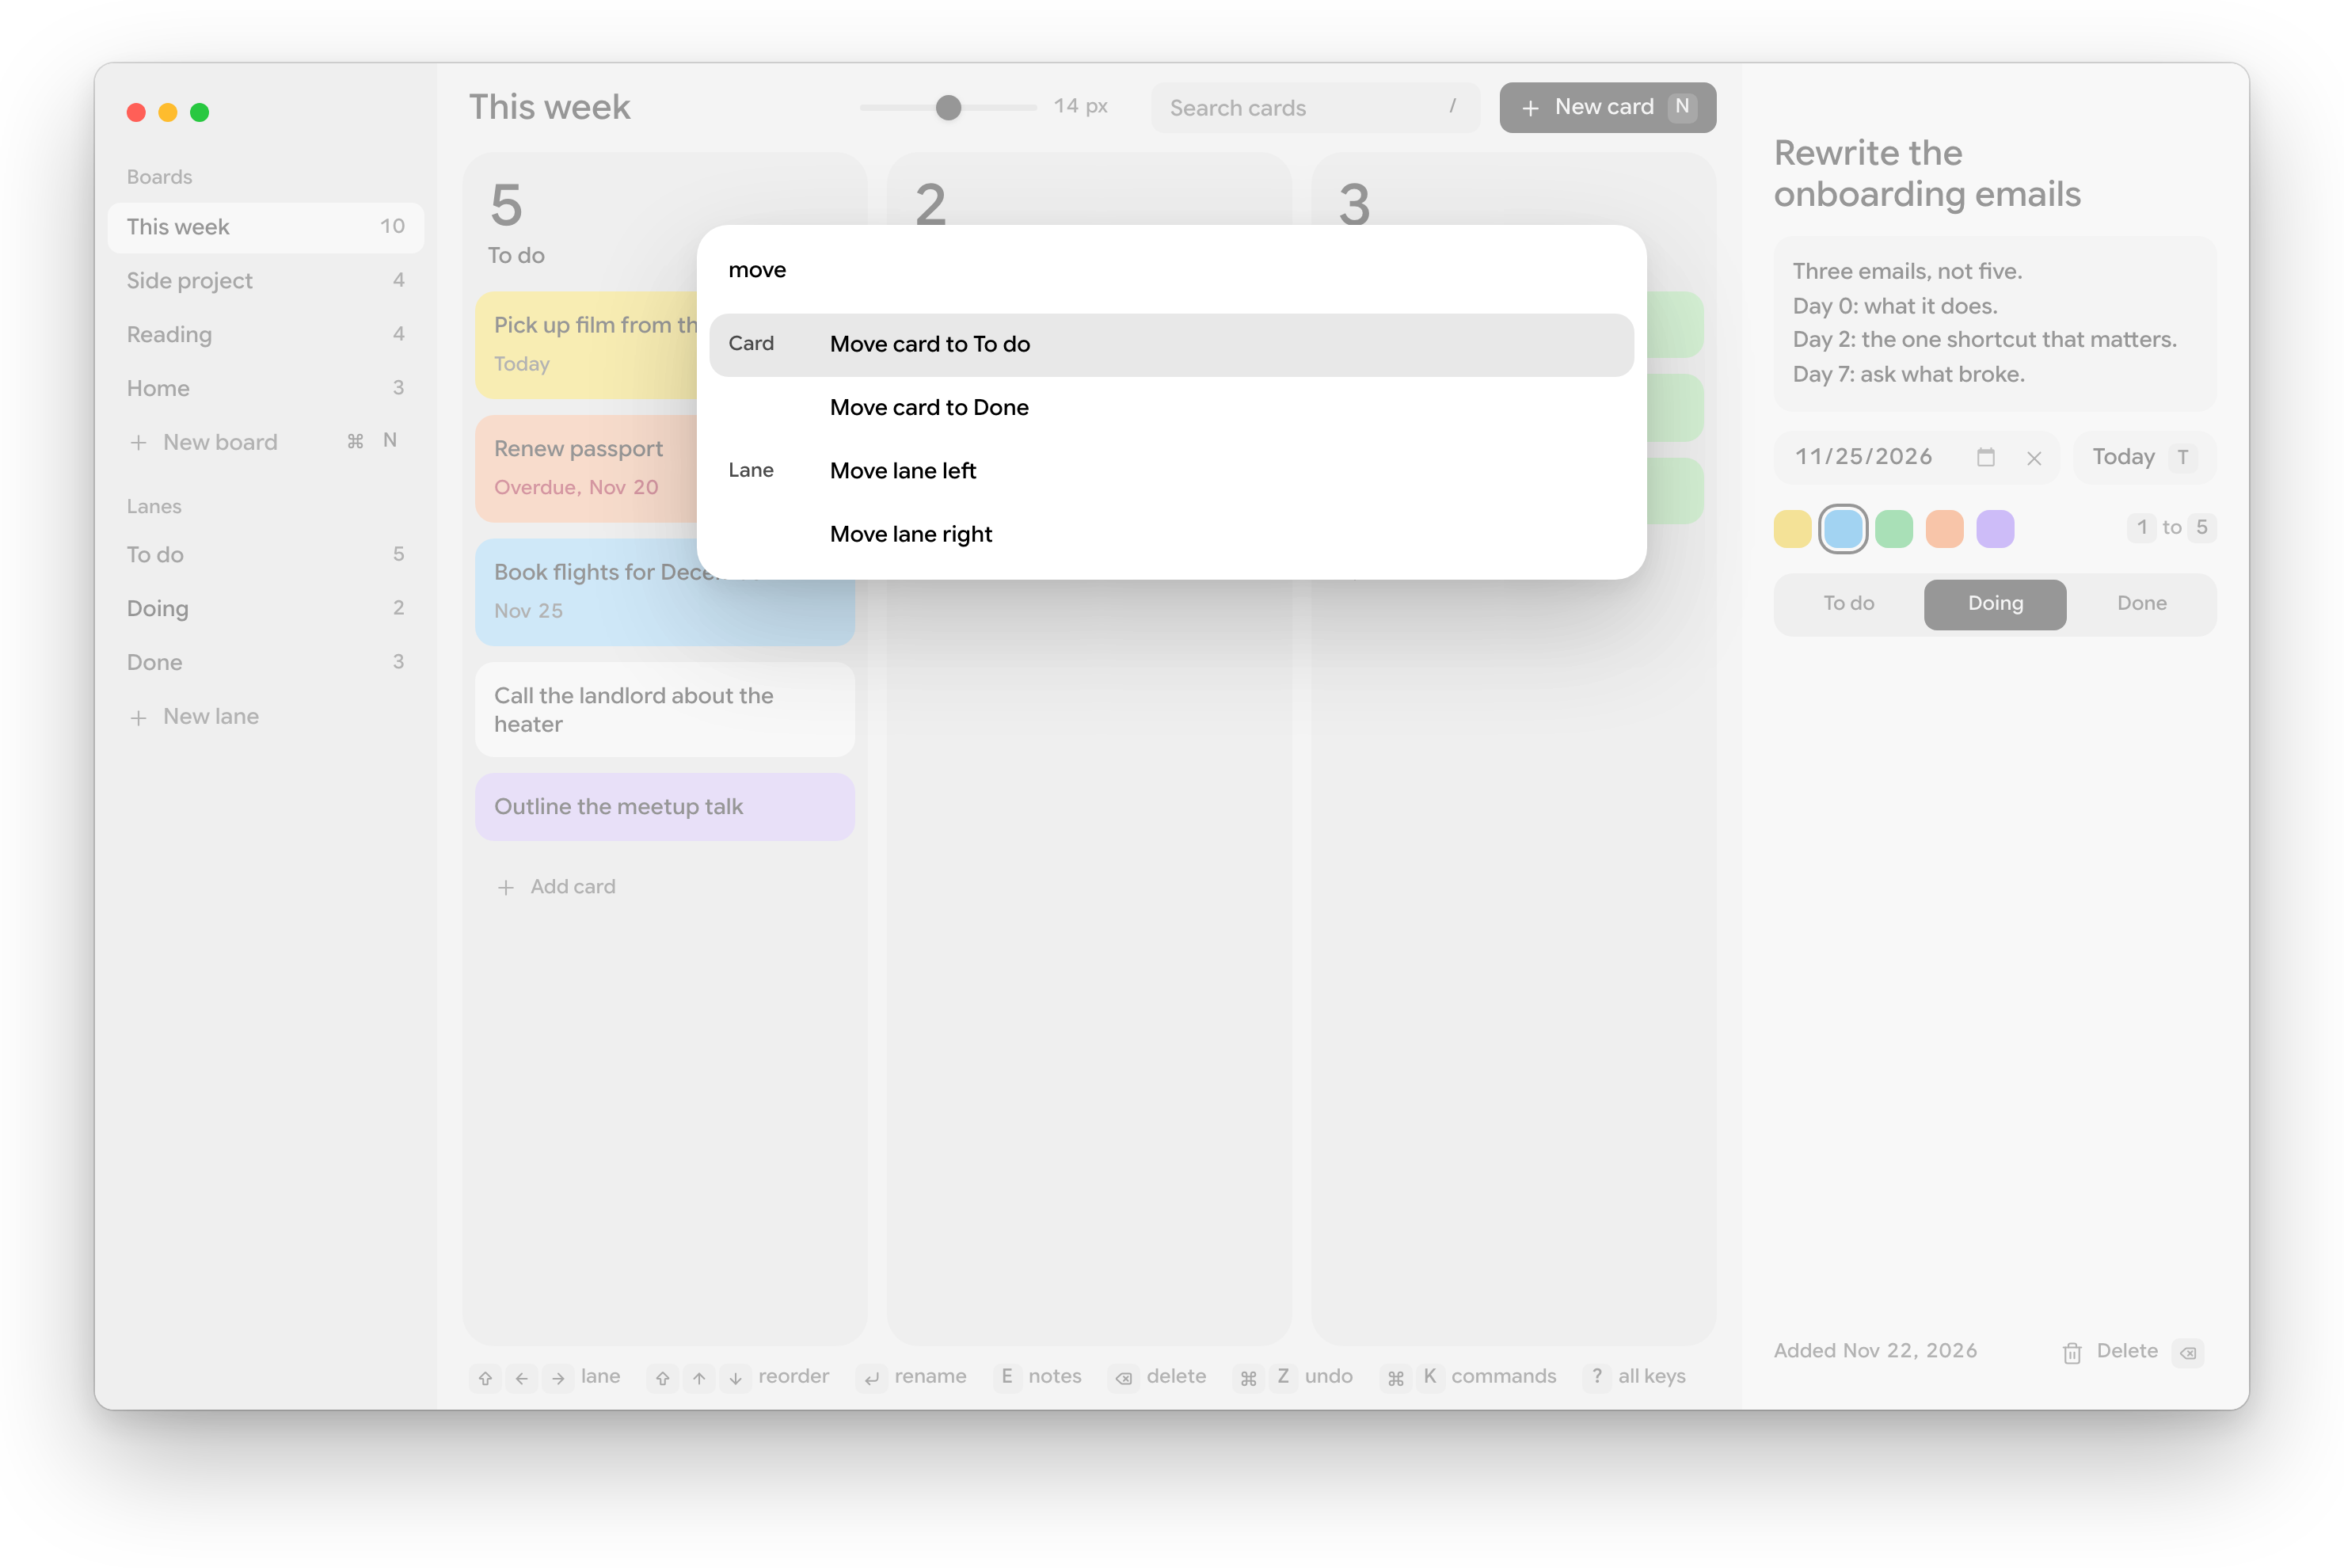 Boards
This week 10
Side project 4
Reading 4
Home 3
New board ⌘ N
Lanes
To do 5
Doing 2
Done 3
New lane
This week
14 px
Search cards /
New card N
5
To do
Pick up film from
Today
Renew passport
Overdue, Nov 20
Book flights for
Nov 25
Call the landlord about the
heater
Outline the meetup talk
Add card
2
3
move
Card Move card to To do
Move card to Done
Lane Move lane left
Move lane right
Rewrite the
onboarding emails
Three emails, not five.
Day 0: what it does.
Day 2: the one shortcut that matters.
Day 7: ask what broke.
11/25/2026
Today T
1 to 5
To do Doing Done
Added Nov 22, 2026
Delete
⇧ ← → lane ⇧ ↑ ↓ reorder ↵ rename E notes ⌫ delete ⌘ Z undo ⌘ K commands ? all keys